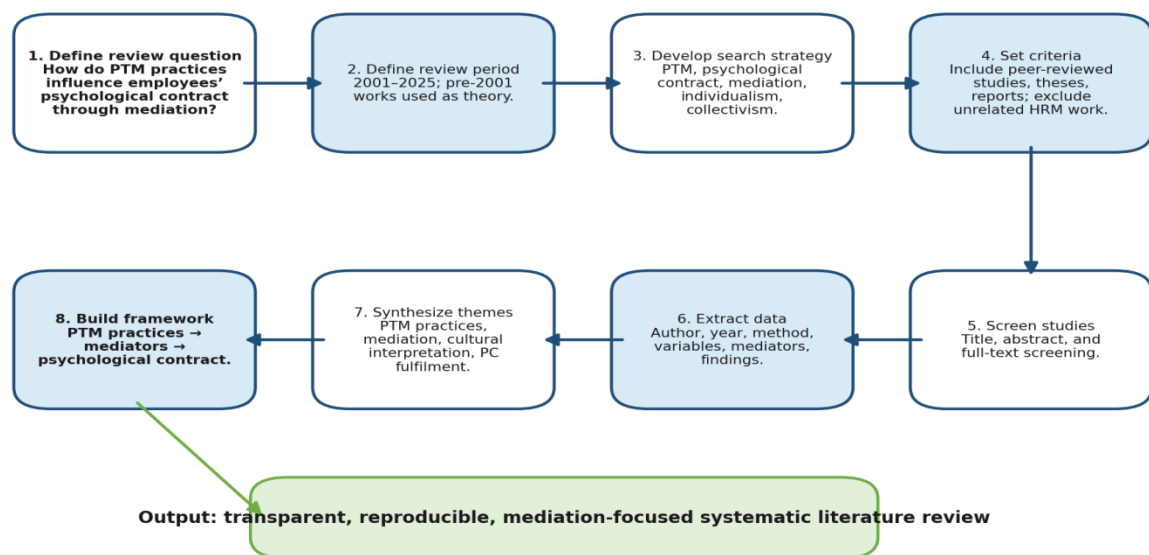 1. Define review question
How do PTM practices
influence employees’
psychological contract
through mediation?
2. Define review period
2001–2025; pre-2001
works used as theory.
3. Develop search strategy
PTM, psychological
contract, mediation,
individualism,
collectivism.
4. Set criteria
Include peer-reviewed
studies, theses,
reports; exclude
unrelated HRM work.
5. Screen studies
Title, abstract, and
full-text screening.
6. Extract data
Author, year, method,
variables, mediators,
findings.
7. Synthesize themes
PTM practices,
mediation, cultural
interpretation, PC
fulfilment.
8. Build framework
PTM practices →
mediators →
psychological contract.
Output: transparent, reproducible, mediation-focused systematic literature review